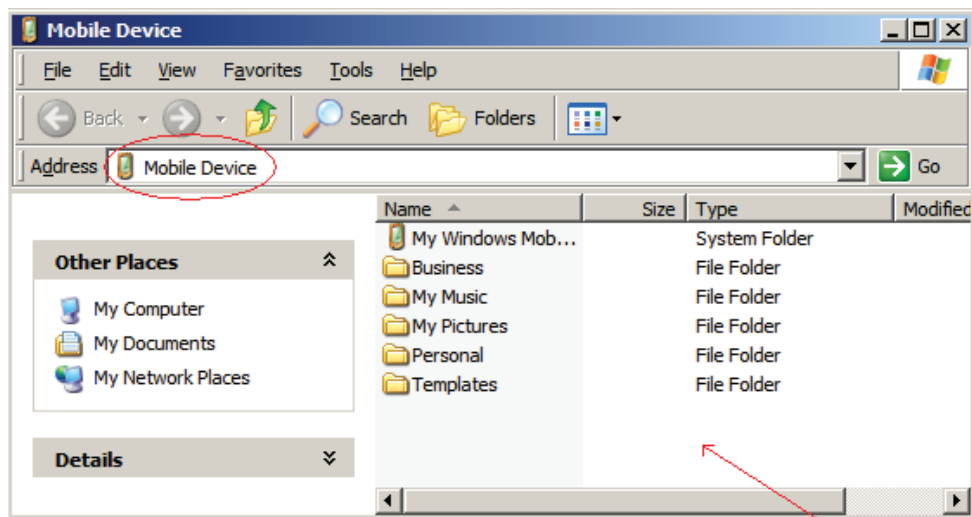 Mobile Device
File Edit View Favorites Tools Help
Back Search Folders
Address Mobile Device Go
Name Size Type Modified
My Windows Mob... System Folder
Other Places Business File Folder
My Computer My Music File Folder
My Documents My Pictures File Folder
My Network Places Personal File Folder
Templates File Folder
Details